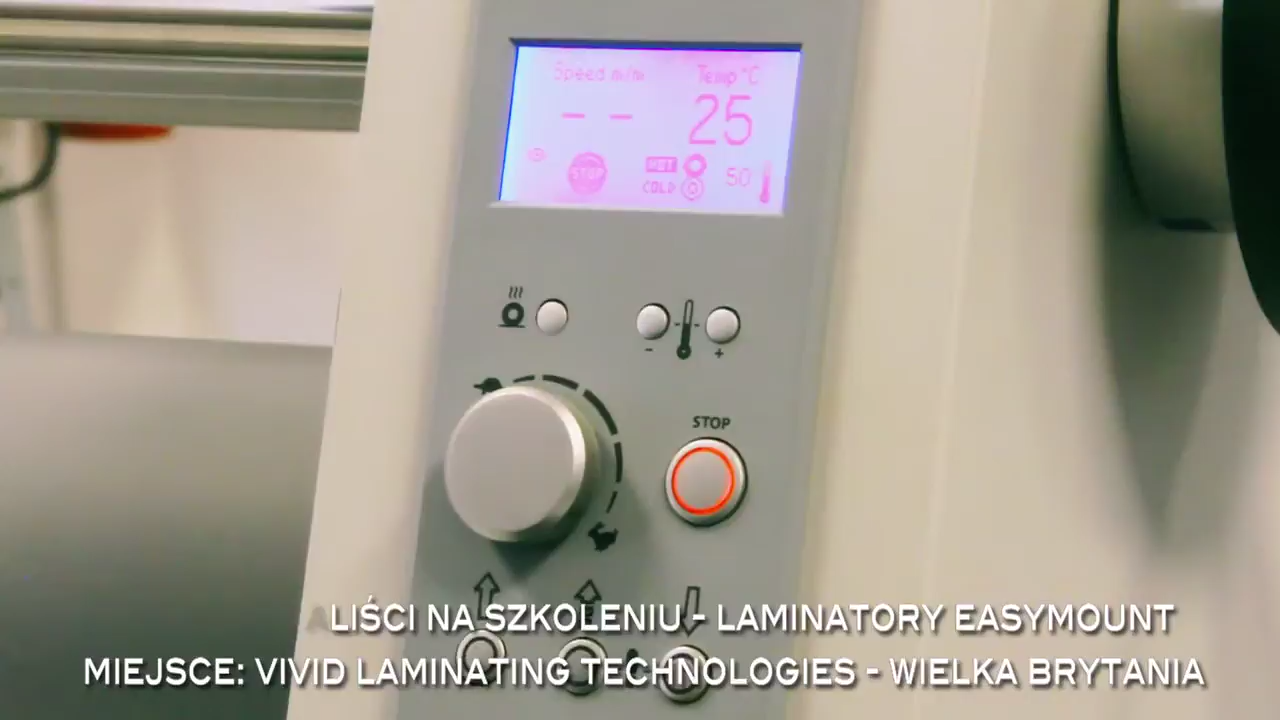 Speed m/m Temp °C
-- 25
STOP HOT
COLD 50
- +
STOP
LIŚCI NA SZKOLENIU - LAMINATORY EASYMOUNT
MIEJSCE: VIVID LAMINATING TECHNOLOGIES - WIELKA BRYTANIA